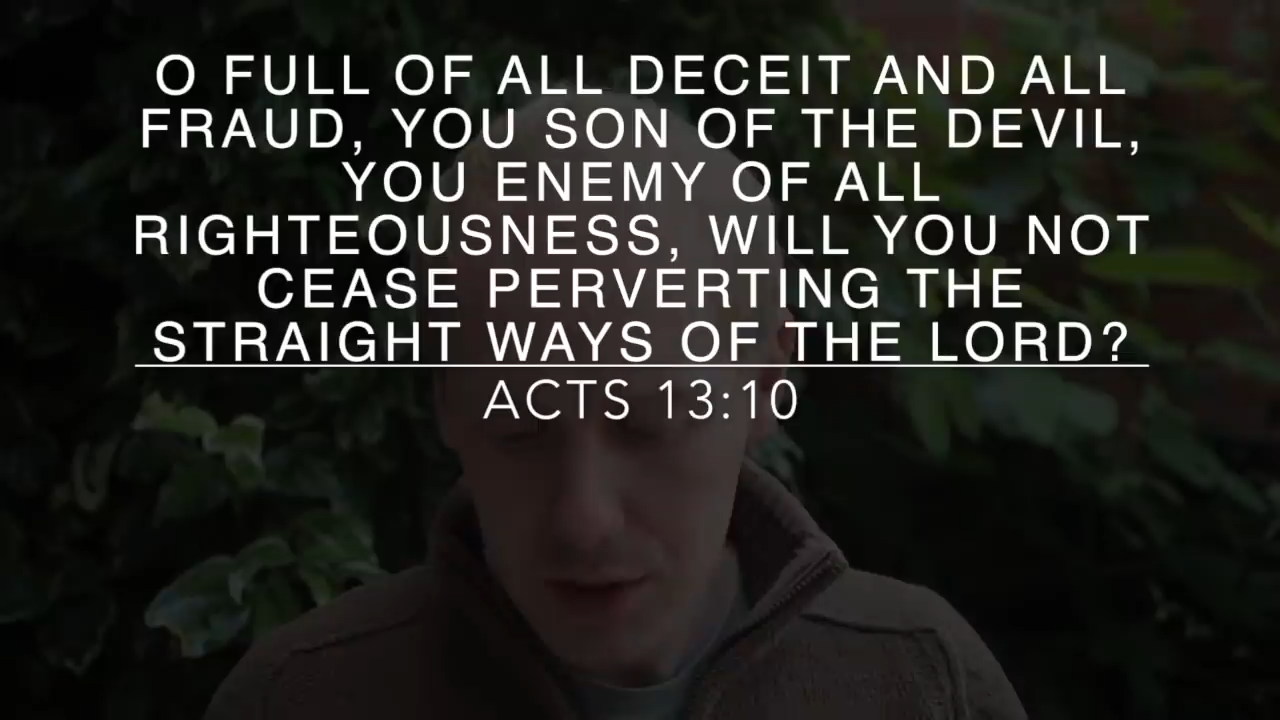 O FULL OF ALL DECEIT AND ALL
FRAUD, YOU SON OF THE DEVIL,
YOU ENEMY OF ALL
RIGHTEOUSNESS, WILL YOU NOT
CEASE PERVERTING THE
STRAIGHT WAYS OF THE LORD?
ACTS 13:10